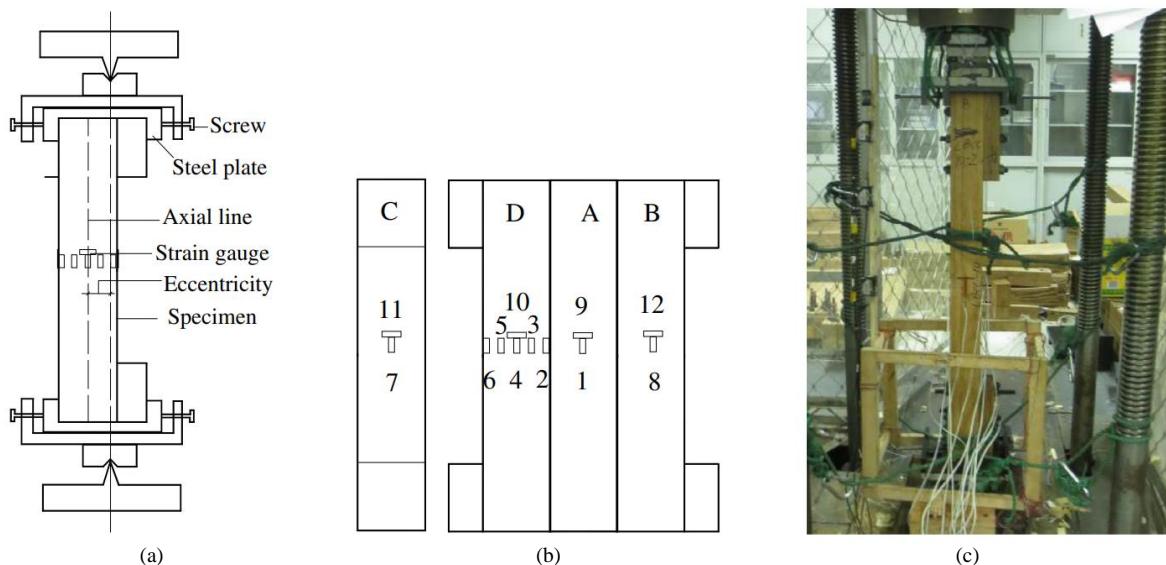 Screw
Steel plate
Axial line
Strain gauge
Eccentricity
Specimen
(a)
C
D
A
B
11
10
9
12
5
3
6
4
2
7
1
8
(b)
B
(c)